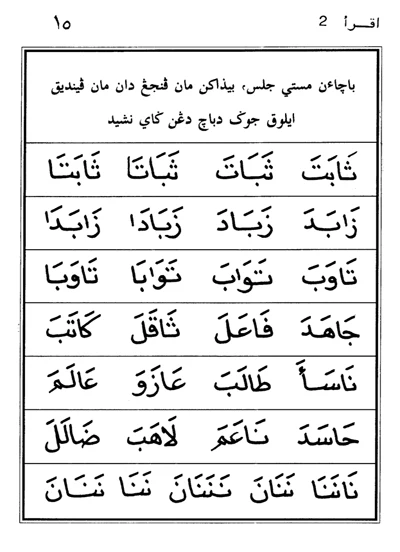 اقرأ 2 ١٥
باچاءن مستي جلس، بيذاكن مان ڤنجڠ دان مان ڤينديق
ايلوق جوݢ دباچ دڠن ݢاي نشيد
ثَابَتَ ثَبَاتَ ثَبَاتَا ثَابَتَا
زَابَدَ زَبَادَ زَبَادَا زَابَدَا
تَاوَبَ تَوَابَ تَوَابَا تَاوَبَا
جَاهَدَ فَاعَلَ ثَاقَلَ كَاتَبَ
نَاسَأَ طَالَبَ عَازَوَ عَالَمَ
حَاسَدَ نَاعَمَ لَاهَبَ ضَالَلَ
نَانَنَا نَنَانَ نَنَنَانَ نَنَا نَنَانَ